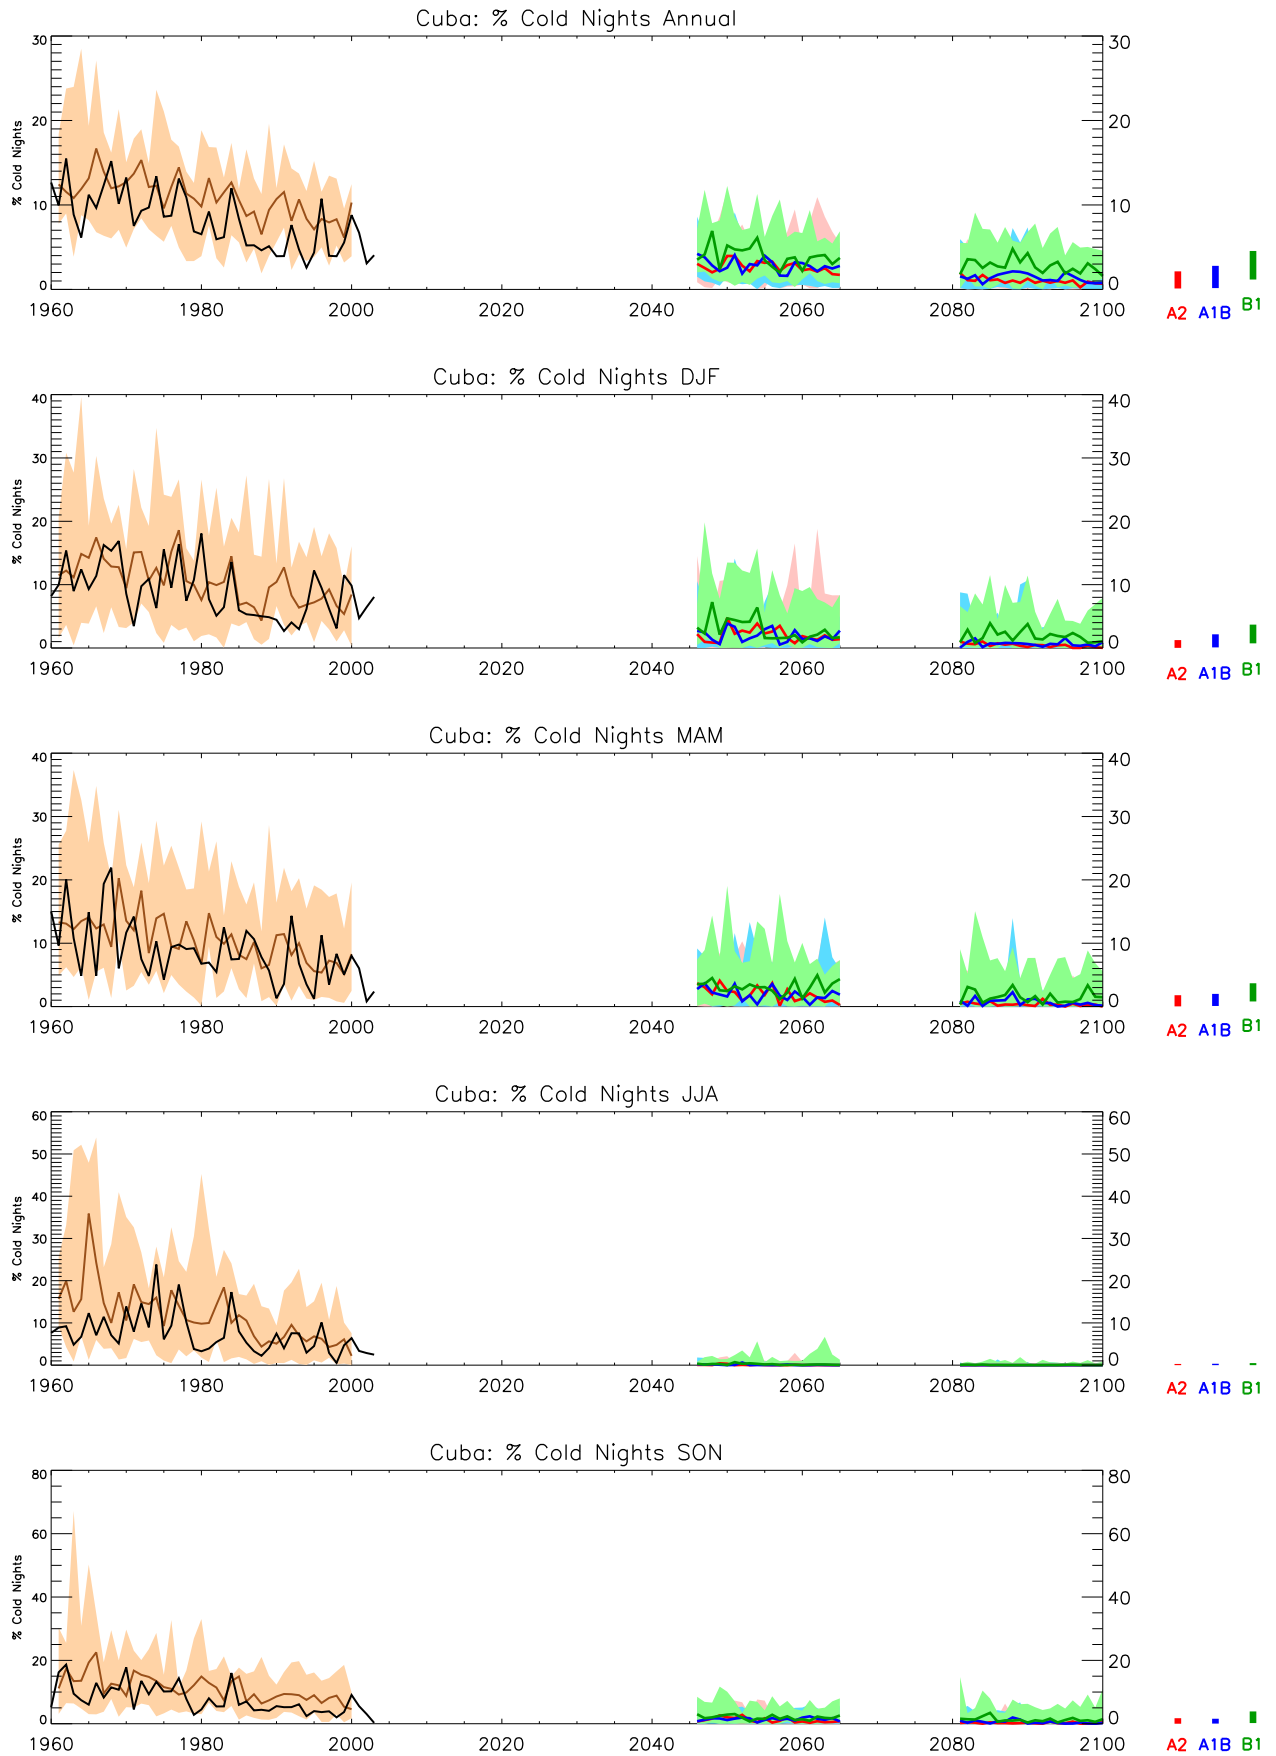 Cuba: % Cold Nights Annual
% Cold Nights
30 20 10 0
30 20 10 0
1960 1980 2000 2020 2040 2060 2080 2100
A2 A1B B1
Cuba: % Cold Nights DJF
% Cold Nights
40 30 20 10 0
40 30 20 10 0
1960 1980 2000 2020 2040 2060 2080 2100
A2 A1B B1
Cuba: % Cold Nights MAM
% Cold Nights
40 30 20 10 0
40 30 20 10 0
1960 1980 2000 2020 2040 2060 2080 2100
A2 A1B B1
Cuba: % Cold Nights JJA
% Cold Nights
60 50 40 30 20 10 0
60 50 40 30 20 10 0
1960 1980 2000 2020 2040 2060 2080 2100
A2 A1B B1
Cuba: % Cold Nights SON
% Cold Nights
80 60 40 20 0
80 60 40 20 0
1960 1980 2000 2020 2040 2060 2080 2100
A2 A1B B1